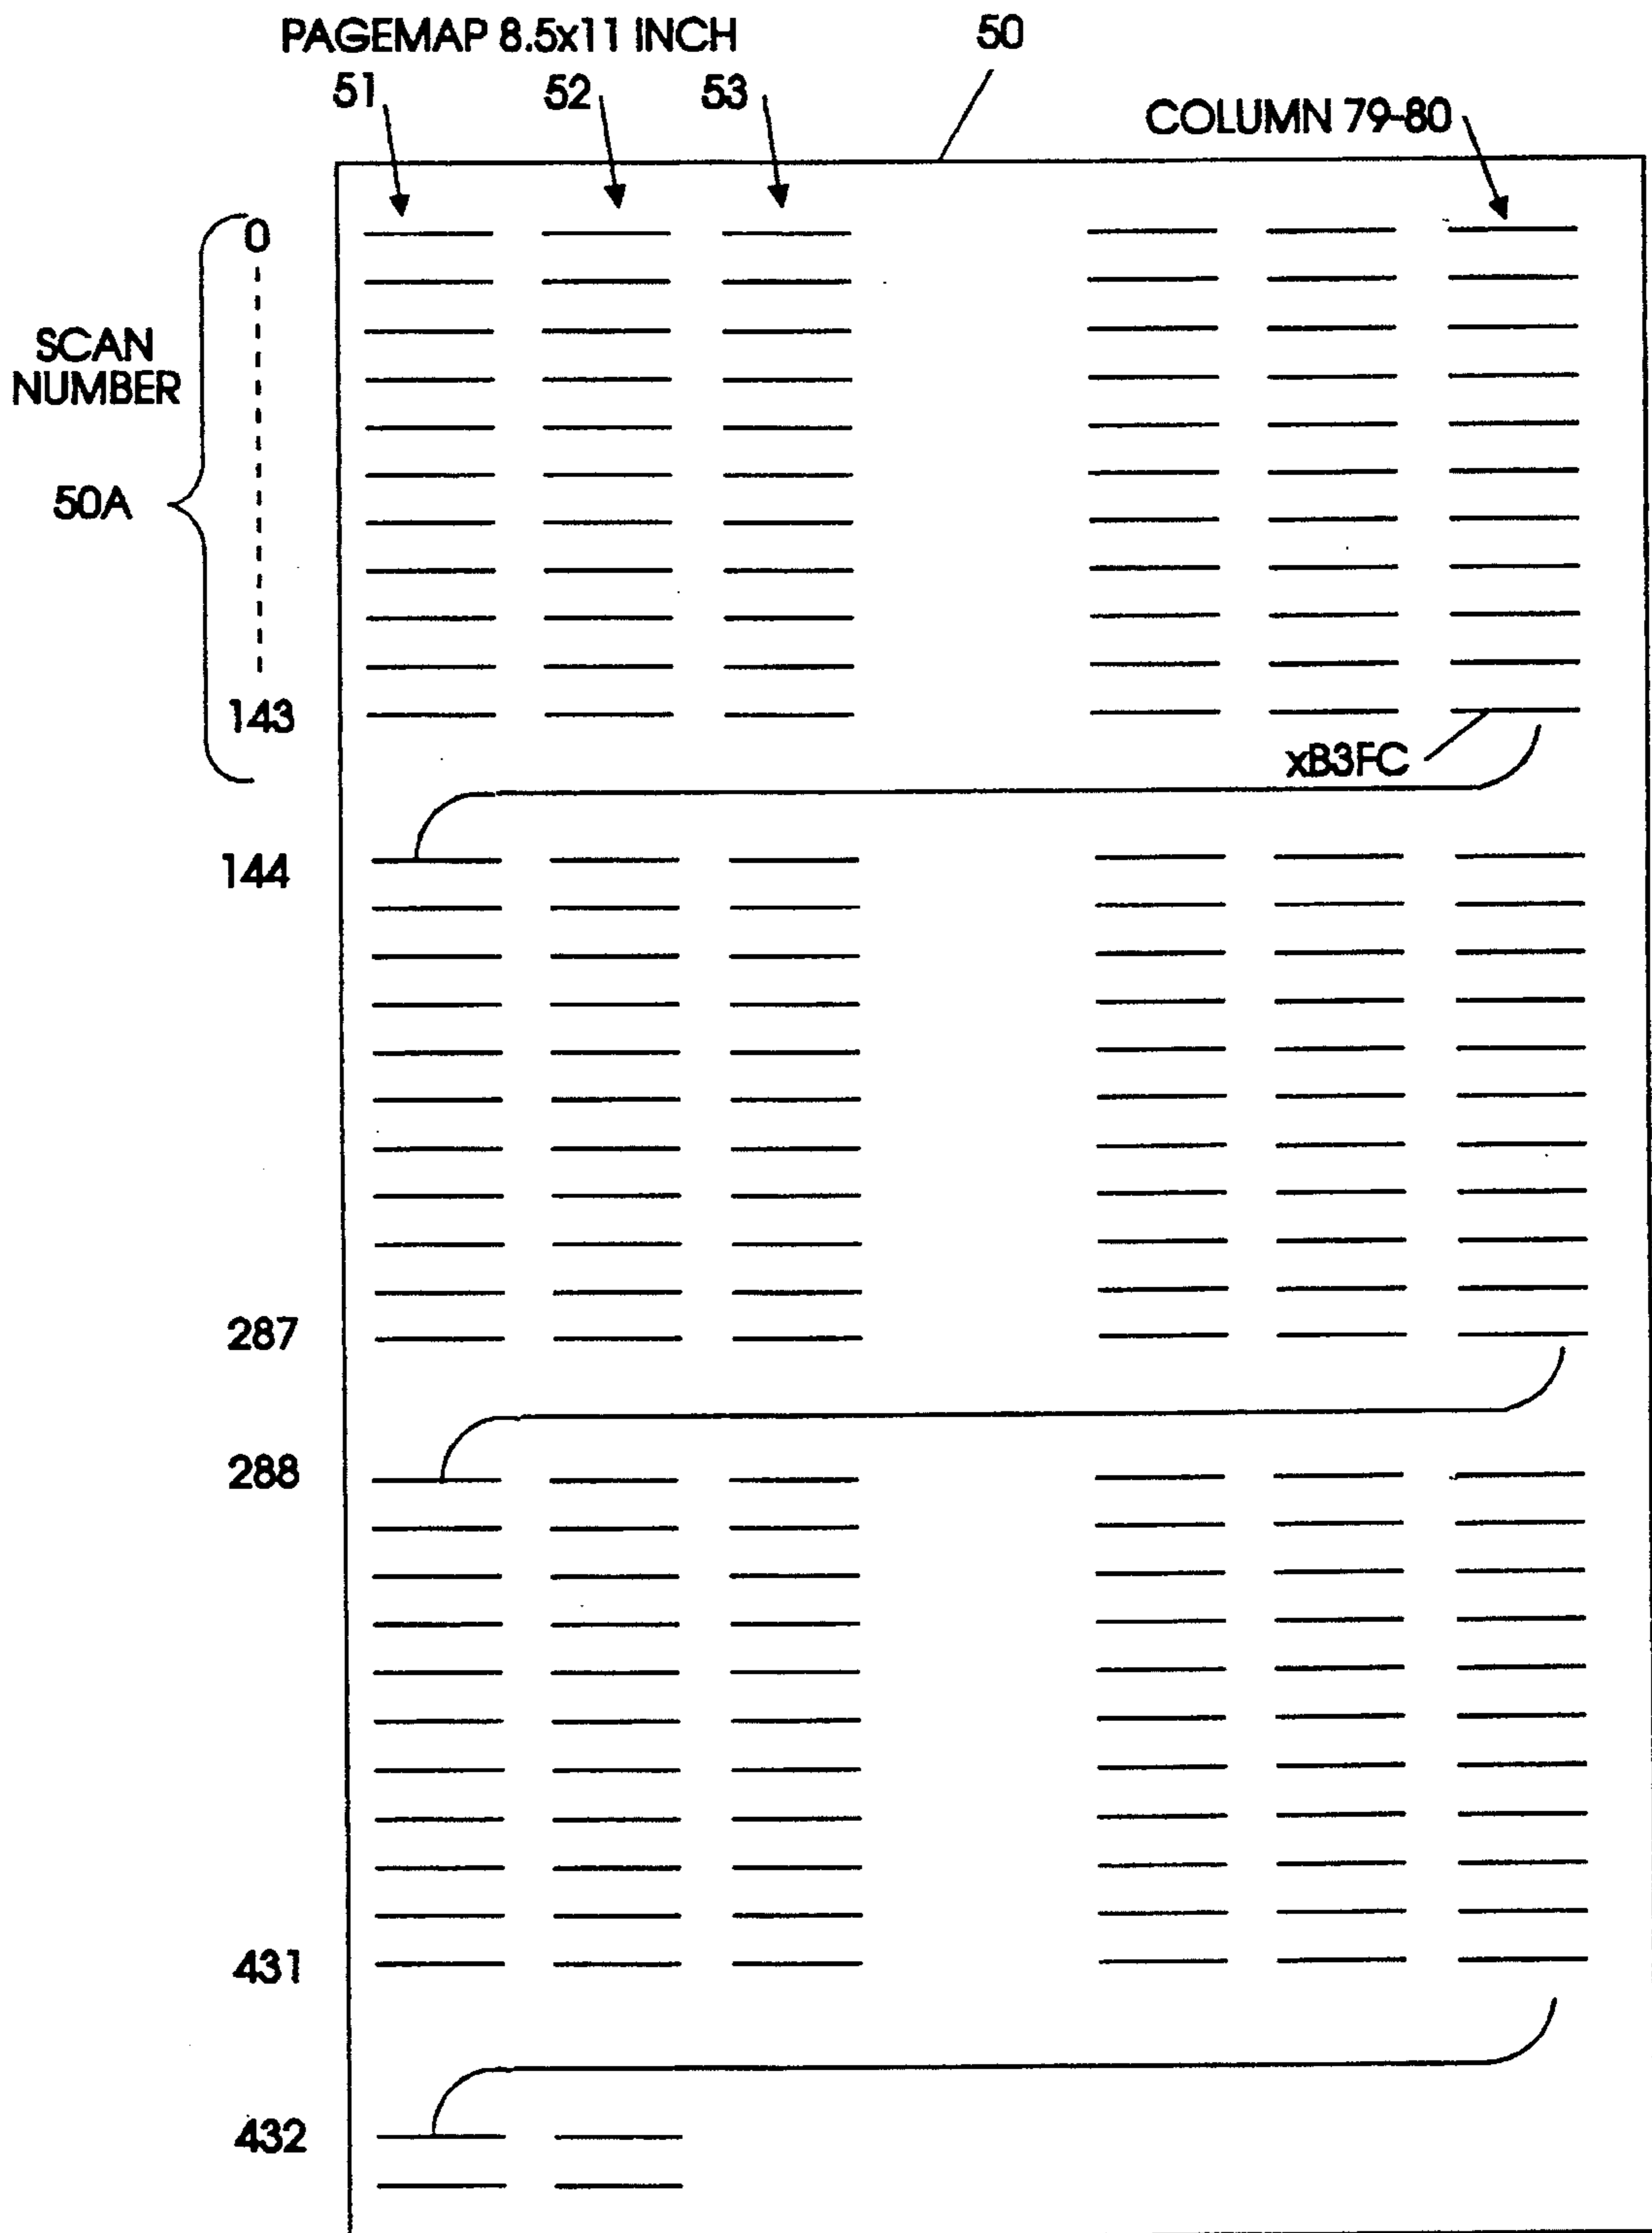 PAGEMAP 8.5x11 INCH
50
51
52
53
COLUMN 79-80
0
SCAN
NUMBER
50A
143
xB3FC
144
287
288
431
432